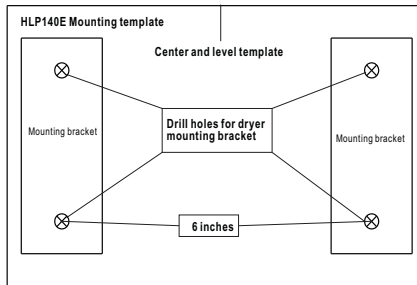 HLP140E Mounting template
Center and level template
Drill holes for dryer
mounting bracket
Mounting bracket
Mounting bracket
6 inches